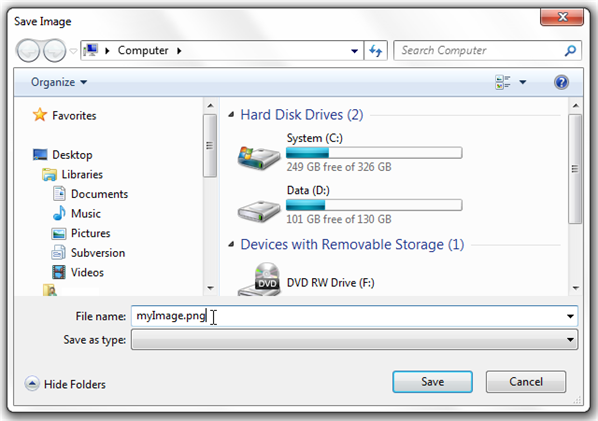 Save Image
Computer
Search Computer
Organize
Favorites
Desktop
Libraries
Documents
Music
Pictures
Subversion
Videos
Hard Disk Drives (2)
System (C:)
249 GB free of 326 GB
Data (D:)
101 GB free of 130 GB
Devices with Removable Storage (1)
DVD
DVD RW Drive (F:)
File name: myImage.png
Save as type:
Hide Folders Save Cancel